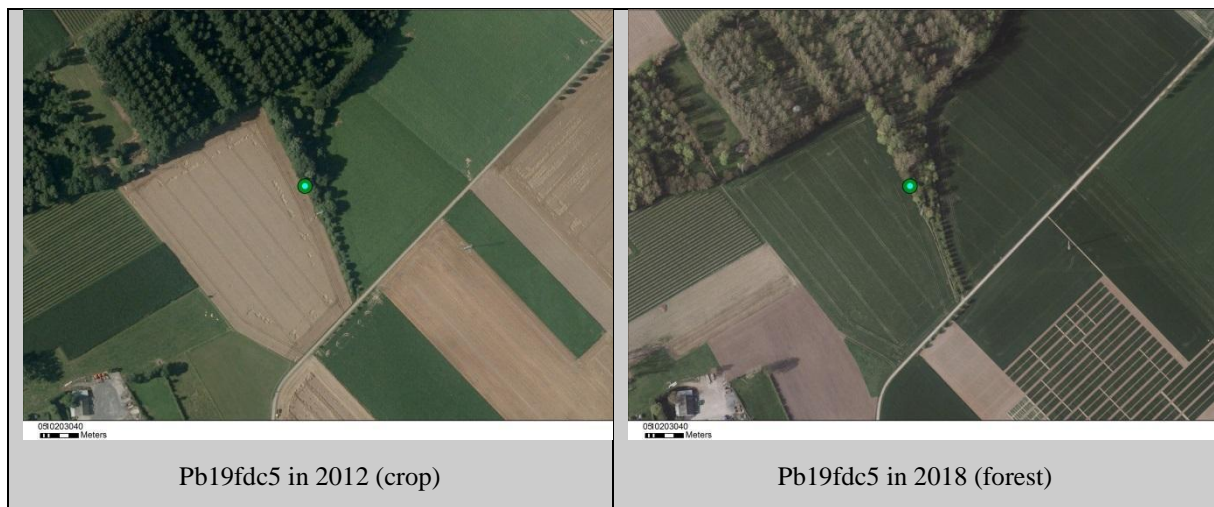 0510203040
Meters
0510203040
Meters
Pb19fdc5 in 2012 (crop)
Pb19fdc5 in 2018 (forest)